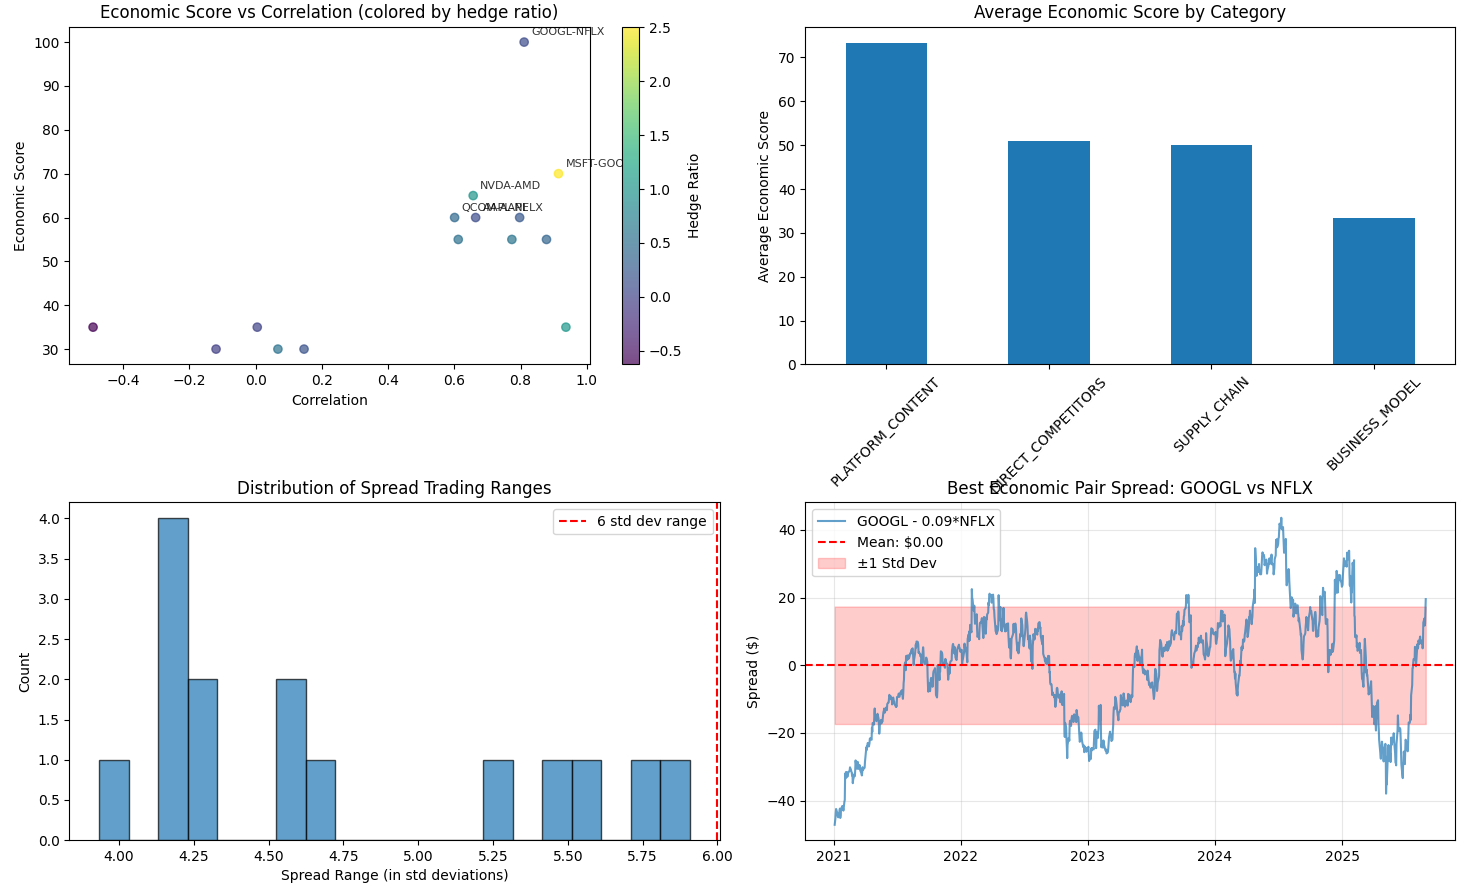 Economic Score vs Correlation (colored by hedge ratio)
Economic Score
100
90
80
70
60
50
40
30
GOOGL-NFLX
MSFT-GOO
NVDA-AMD
QCOM-
-NFLX
−0.4
−0.2
0.0
0.2
0.4
0.6
0.8
1.0
Correlation
2.5
2.0
1.5
1.0
0.5
0.0
−0.5
Hedge Ratio
Average Economic Score by Category
Average Economic Score
70
60
50
40
30
20
10
0
PLATFORM_CONTENT
DIRECT_COMPETITORS
SUPPLY_CHAIN
BUSINESS_MODEL
Distribution of Spread Trading Ranges
Count
4.0
3.5
3.0
2.5
2.0
1.5
1.0
0.5
0.0
6 std dev range
4.00
4.25
4.50
4.75
5.00
5.25
5.50
5.75
6.00
Spread Range (in std deviations)
Best Economic Pair Spread: GOOGL vs NFLX
Spread ($)
40
20
0
−20
−40
GOOGL - 0.09*NFLX
Mean: $0.00
±1 Std Dev
2021
2022
2023
2024
2025